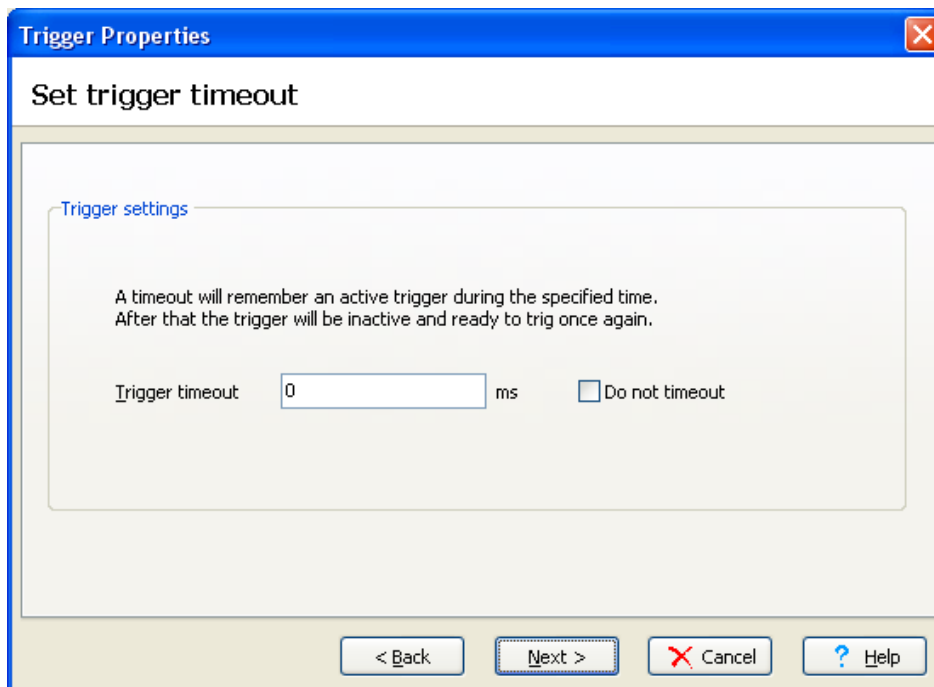 Trigger Properties
Set trigger timeout
Trigger settings
A timeout will remember an active trigger during the specified time.
After that the trigger will be inactive and ready to trig once again.
Trigger timeout 0 ms Do not timeout
< Back Next > Cancel ? Help